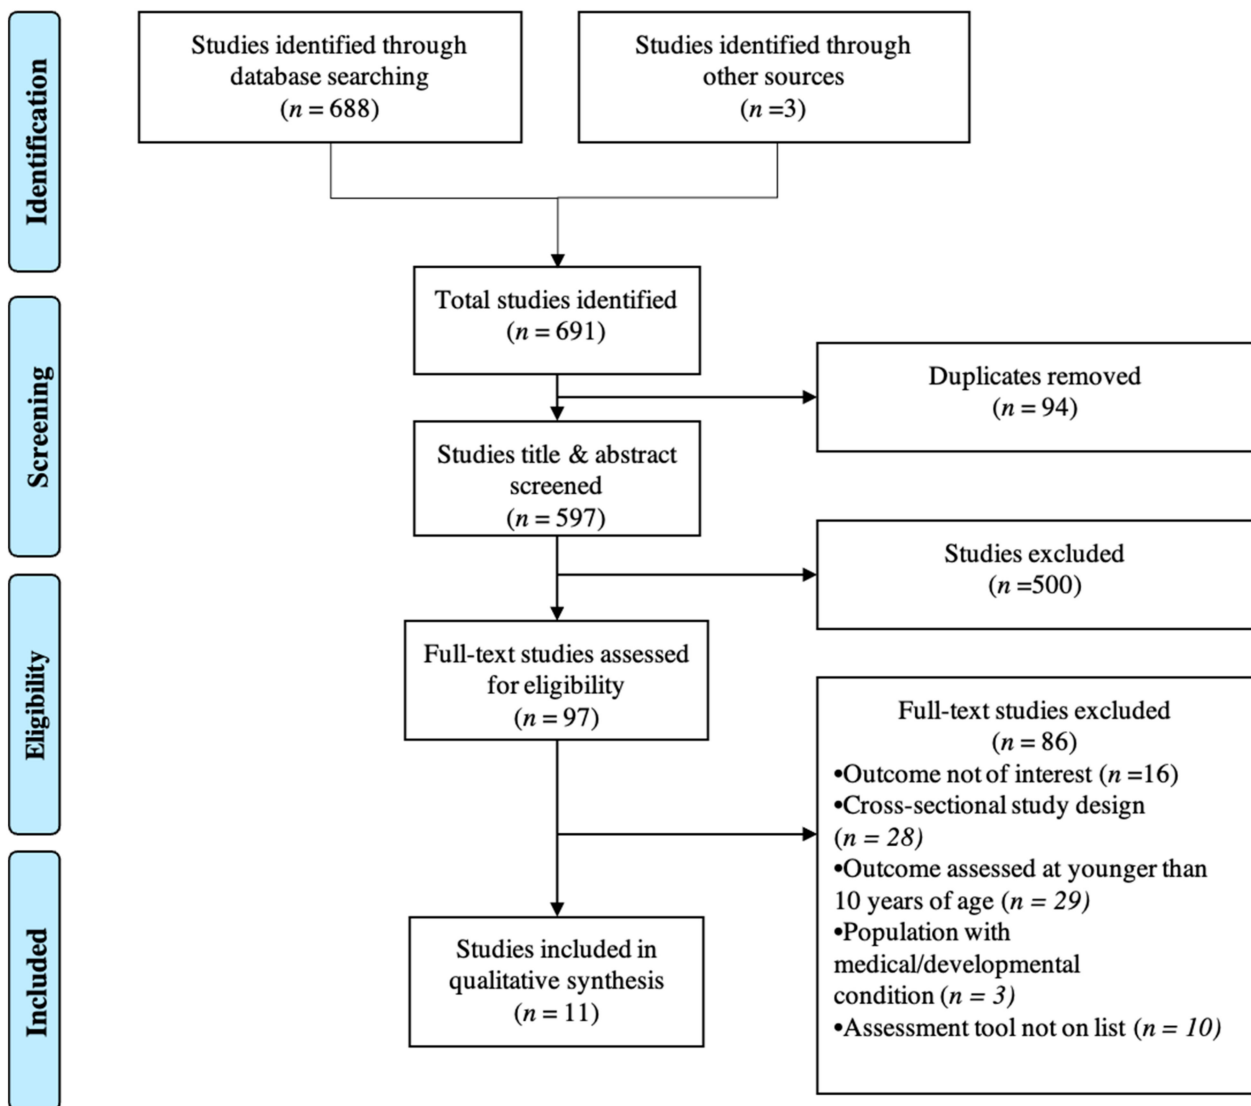 Identification
Studies identified through
database searching
(n = 688)
Studies identified through
other sources
(n =3)
Total studies identified
(n = 691)
Screening
Duplicates removed
(n = 94)
Studies title & abstract
screened
(n = 597)
Studies excluded
(n =500)
Eligibility
Full-text studies assessed
for eligibility
(n = 97)
Full-text studies excluded
(n = 86)
•Outcome not of interest (n =16)
•Cross-sectional study design
(n = 28)
•Outcome assessed at younger than
10 years of age (n = 29)
•Population with
medical/developmental
condition (n = 3)
•Assessment tool not on list (n = 10)
Included
Studies included in
qualitative synthesis
(n = 11)